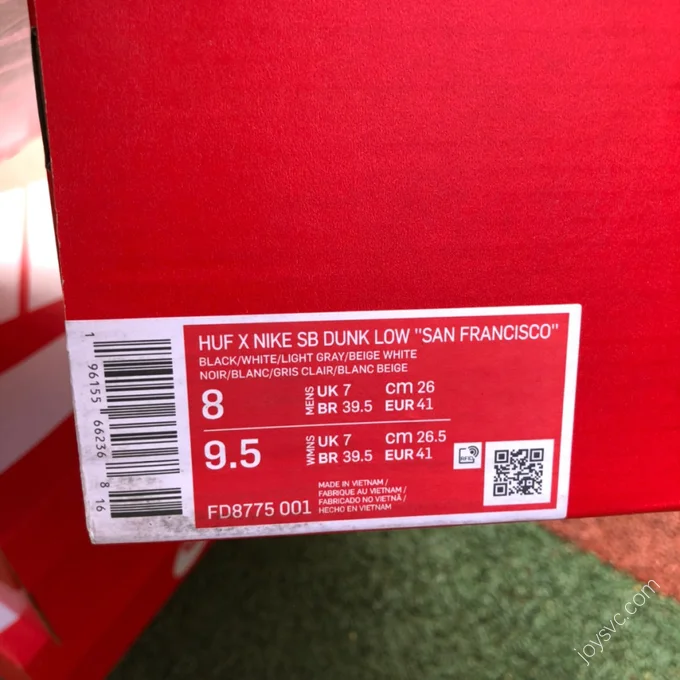 HUF X NIKE SB DUNK LOW "SAN FRANCISCO"
BLACK/WHITE/LIGHT GRAY/BEIGE WHITE
NOIR/BLANC/GRIS CLAIR/BLANC BEIGE
8 MENS UK 7 cm 26
BR 39.5 EUR 41
9.5 WMNS UK 7 cm 26.5
BR 39.5 EUR 41
FD8775 001
MADE IN VIETNAM /
FABRIQUE AU VIETNAM /
FABRICADO NO VIETNÃ /
HECHO EN VIETNAM
1 96155 66236 8 16
joysvc.com